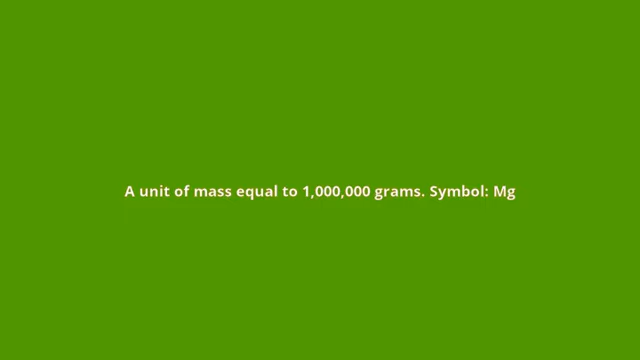 A unit of mass equal to 1,000,000 grams. Symbol: Mg